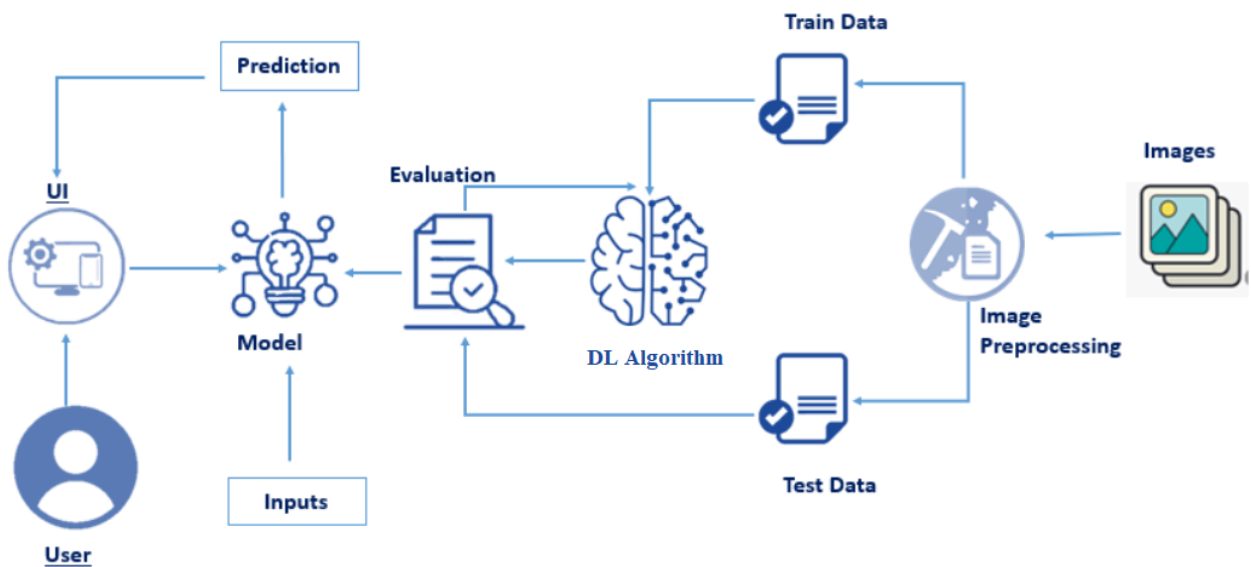 Train Data
Prediction
Images
Evaluation
UI
Image
Preprocessing
Model
DL Algorithm
Test Data
Inputs
User